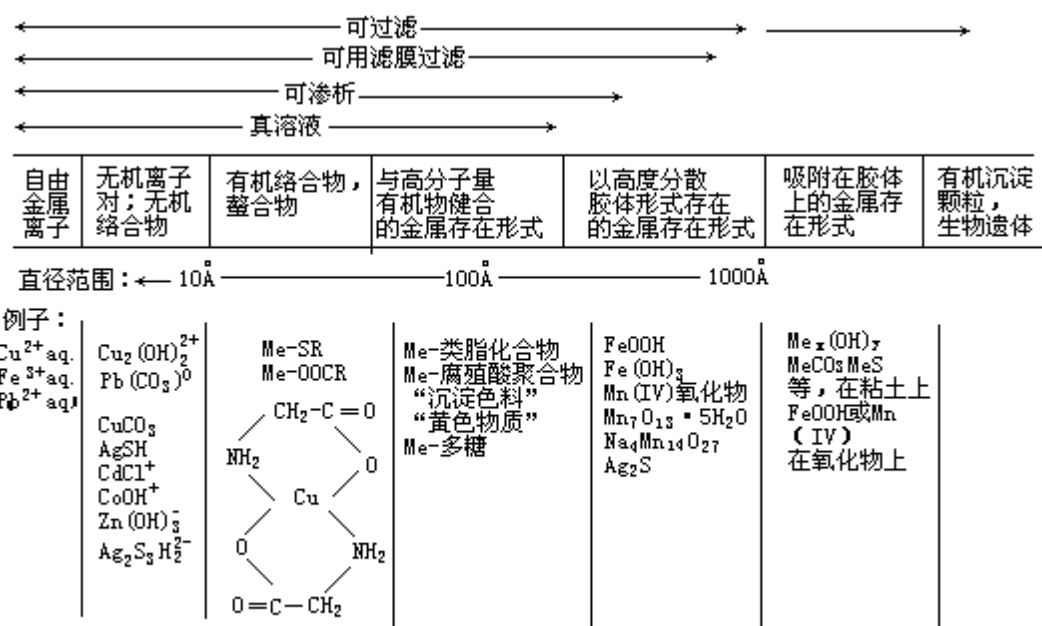 可过滤
可用滤膜过滤
可渗析
真溶液
自由
金属
离子
无机离子
对；无机
络合物
有机络合物，
螯合物
与高分子量
有机物健合
的金属存在形式
以高度分散
胶体形式存在
的金属存在形式
吸附在胶体
上的金属存
在形式
有机沉淀
颗粒，
生物遗体
直径范围：← 10Å 100Å 1000Å
例子：
Cu²⁺aq.
Fe³⁺aq.
Pb²⁺aq.
Cu₂(OH)₂²⁺
Pb(CO₃)⁰
CuCO₃
AgSH
CdCl⁺
CoOH⁺
Zn(OH)₃⁻
Ag₂S₃H₂²⁻
Me-SR
Me-OOCR
CH₂-C=O
NH₂
O
Cu
O
NH₂
O=C-CH₂
Me-类脂化合物
Me-腐殖酸聚合物
“沉淀色料”
“黄色物质”
Me-多糖
FeOOH
Fe(OH)₃
Mn(IV)氧化物
Mn₇O₁₃·5H₂O
Na₄Mn₁₄O₂₇
Ag₂S
Meₓ(OH)ᵧ
MeCO₃MeS
等，在粘土上
FeOOH或Mn
（IV）
在氧化物上